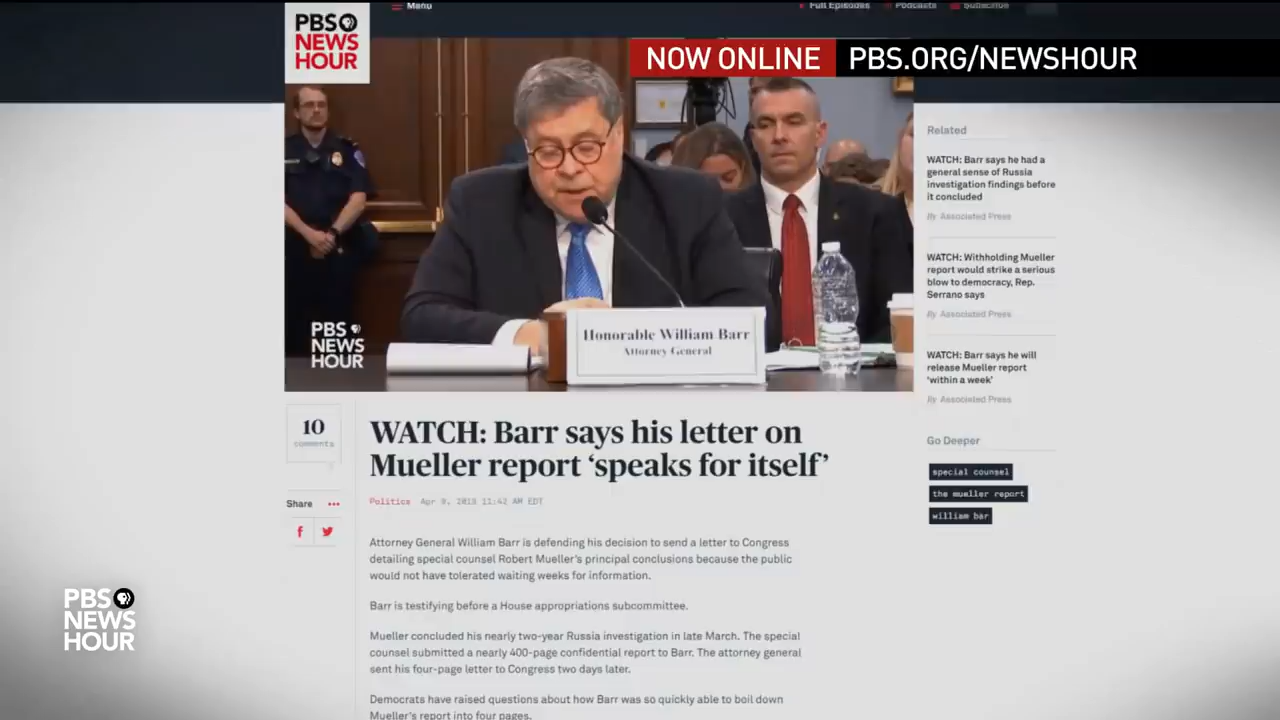 Menu
Full Episodes
Podcasts
Subscribe
PBS
NEWS
HOUR
NOW ONLINE
PBS.ORG/NEWSHOUR
PBS
NEWS
HOUR
Honorable William Barr
Attorney General
10
comments
Share
WATCH: Barr says his letter on
Mueller report ‘speaks for itself’
Politics Apr 9, 2019 11:42 AM EDT
Attorney General William Barr is defending his decision to send a letter to Congress
detailing special counsel Robert Mueller’s principal conclusions because the public
would not have tolerated waiting weeks for information.
Barr is testifying before a House appropriations subcommittee.
Mueller concluded his nearly two-year Russia investigation in late March. The special
counsel submitted a nearly 400-page confidential report to Barr. The attorney general
sent his four-page letter to Congress two days later.
Democrats have raised questions about how Barr was so quickly able to boil down
Mueller’s report into four pages.
Related
WATCH: Barr says he had a
general sense of Russia
investigation findings before
it concluded
By Associated Press
WATCH: Withholding Mueller
report would strike a serious
blow to democracy, Rep.
Serrano says
By Associated Press
WATCH: Barr says he will
release Mueller report
‘within a week’
By Associated Press
Go Deeper
special counsel
the mueller report
william bar
PBS
NEWS
HOUR